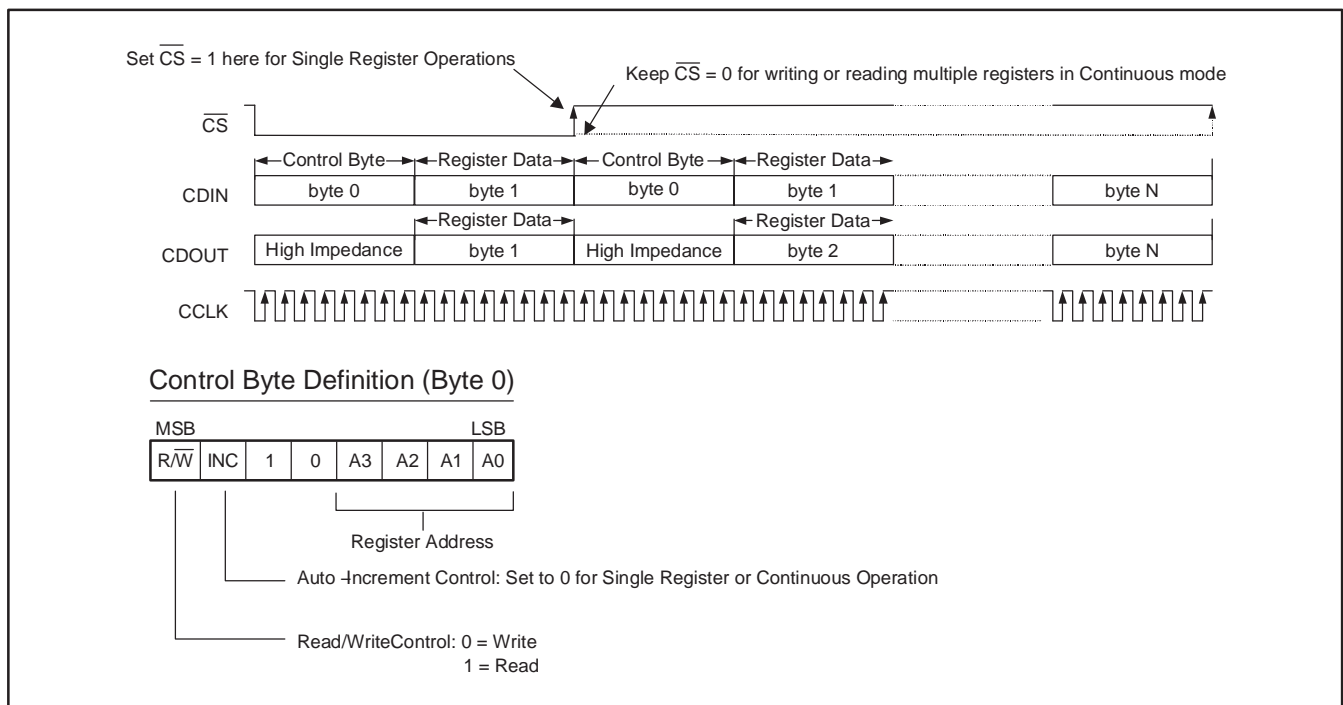 Set CS = 1 here for Single Register Operations
Keep CS = 0 for writing or reading multiple registers in Continuous mode
CS
Control Byte Register Data Control Byte Register Data
CDIN byte 0 byte 1 byte 0 byte 1 byte N
Register Data Register Data
CDOUT High Impedance byte 1 High Impedance byte 2 byte N
CCLK
Control Byte Definition (Byte 0)
MSB LSB
R/W INC 1 0 A3 A2 A1 A0
Register Address
Auto -Increment Control: Set to 0 for Single Register or Continuous Operation
Read/WriteControl: 0 = Write
1 = Read